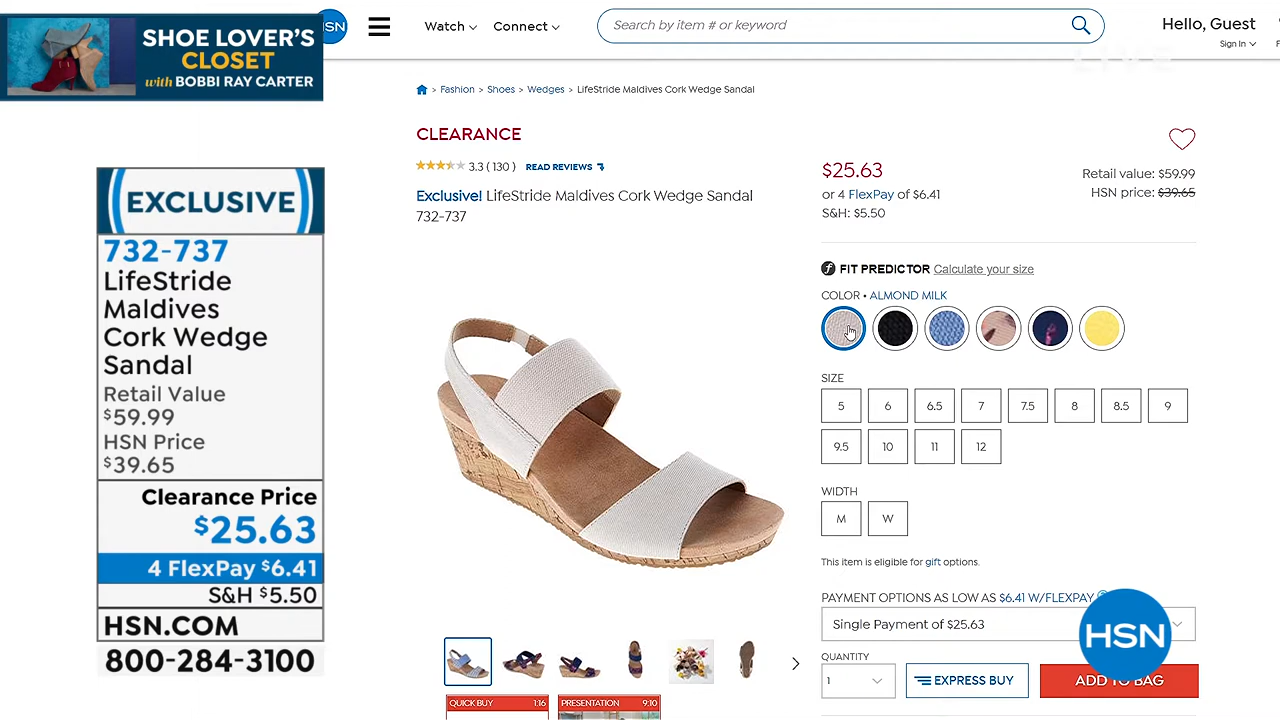 SHOE LOVER'S
CLOSET
with BOBBI RAY CARTER
HSN
Watch
Connect
Search by item # or keyword
Hello, Guest
Sign In
LIVE
> Fashion > Shoes > Wedges > LifeStride Maldives Cork Wedge Sandal
CLEARANCE
3.3 ( 130 ) READ REVIEWS
Exclusive! LifeStride Maldives Cork Wedge Sandal
732-737
$25.63
or 4 FlexPay of $6.41
S&H: $5.50
Retail value: $59.99
HSN price: $39.65
EXCLUSIVE
732-737
LifeStride
Maldives
Cork Wedge
Sandal
Retail Value
$59.99
HSN Price
$39.65
Clearance Price
$25.63
4 FlexPay $6.41
S&H $5.50
HSN.COM
800-284-3100
FIT PREDICTOR Calculate your size
COLOR • ALMOND MILK
SIZE
5 6 6.5 7 7.5 8 8.5 9
9.5 10 11 12
WIDTH
M W
This item is eligible for gift options.
PAYMENT OPTIONS AS LOW AS $6.41 W/FLEXPAY
Single Payment of $25.63
HSN
QUANTITY
1
EXPRESS BUY
ADD TO BAG
QUICK BUY 1:16
PRESENTATION 9:10